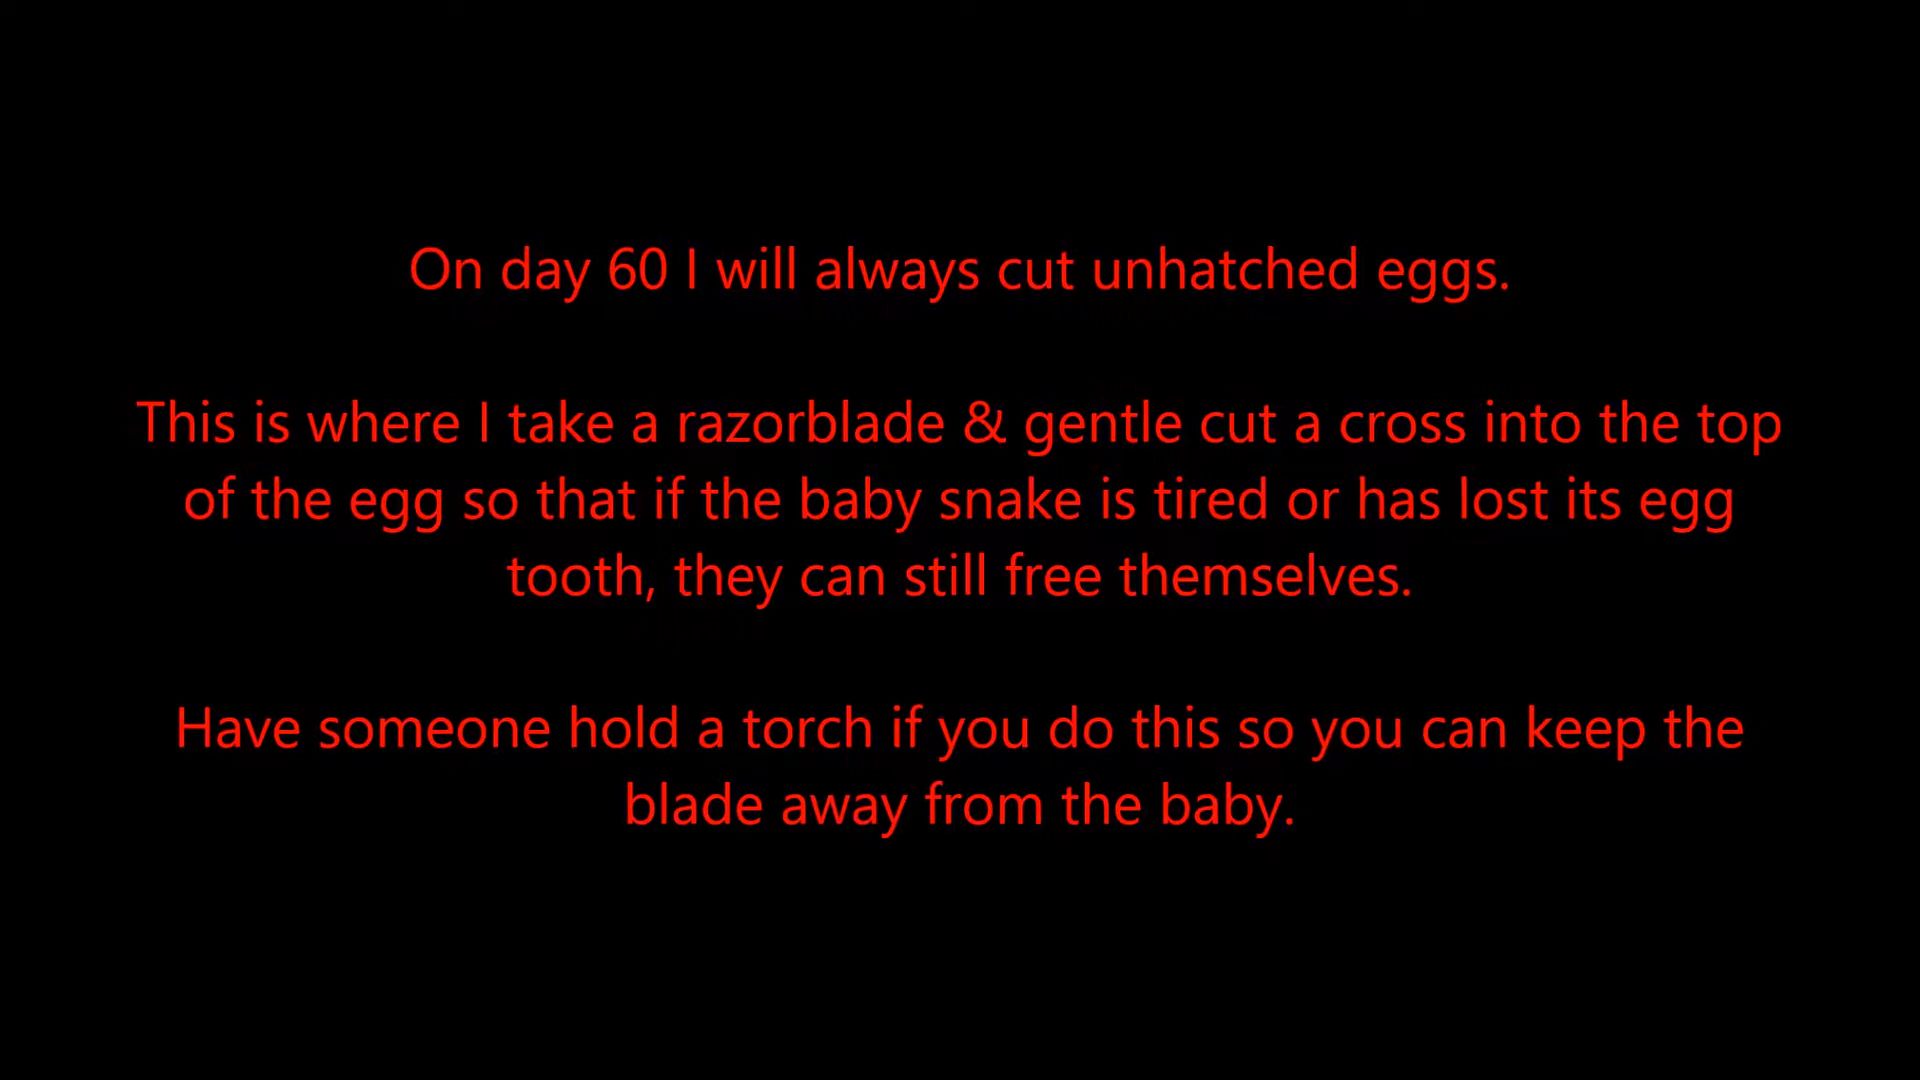 On day 60 I will always cut unhatched eggs.
This is where I take a razorblade & gentle cut a cross into the top
of the egg so that if the baby snake is tired or has lost its egg
tooth, they can still free themselves.
Have someone hold a torch if you do this so you can keep the
blade away from the baby.